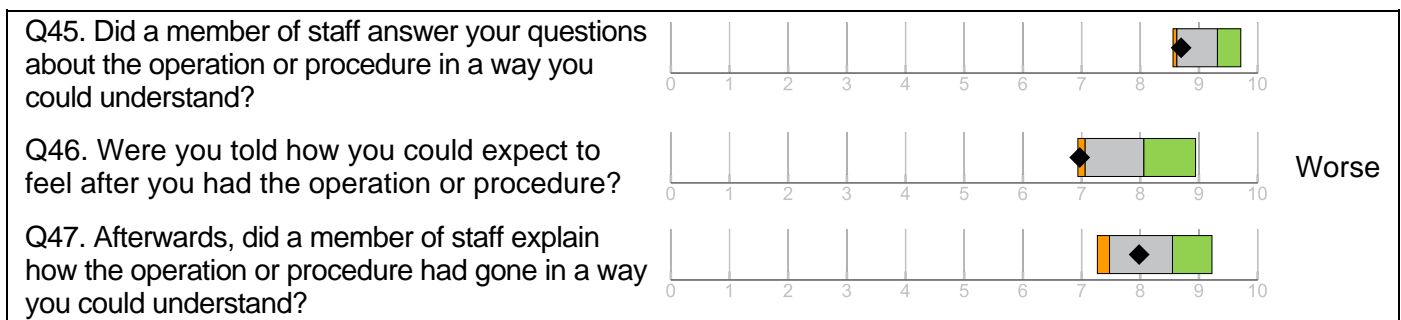 Q45. Did a member of staff answer your questions
about the operation or procedure in a way you
could understand?
0 1 2 3 4 5 6 7 8 9 10
Q46. Were you told how you could expect to
feel after you had the operation or procedure?
Worse
0 1 2 3 4 5 6 7 8 9 10
Q47. Afterwards, did a member of staff explain
how the operation or procedure had gone in a way
you could understand?
0 1 2 3 4 5 6 7 8 9 10